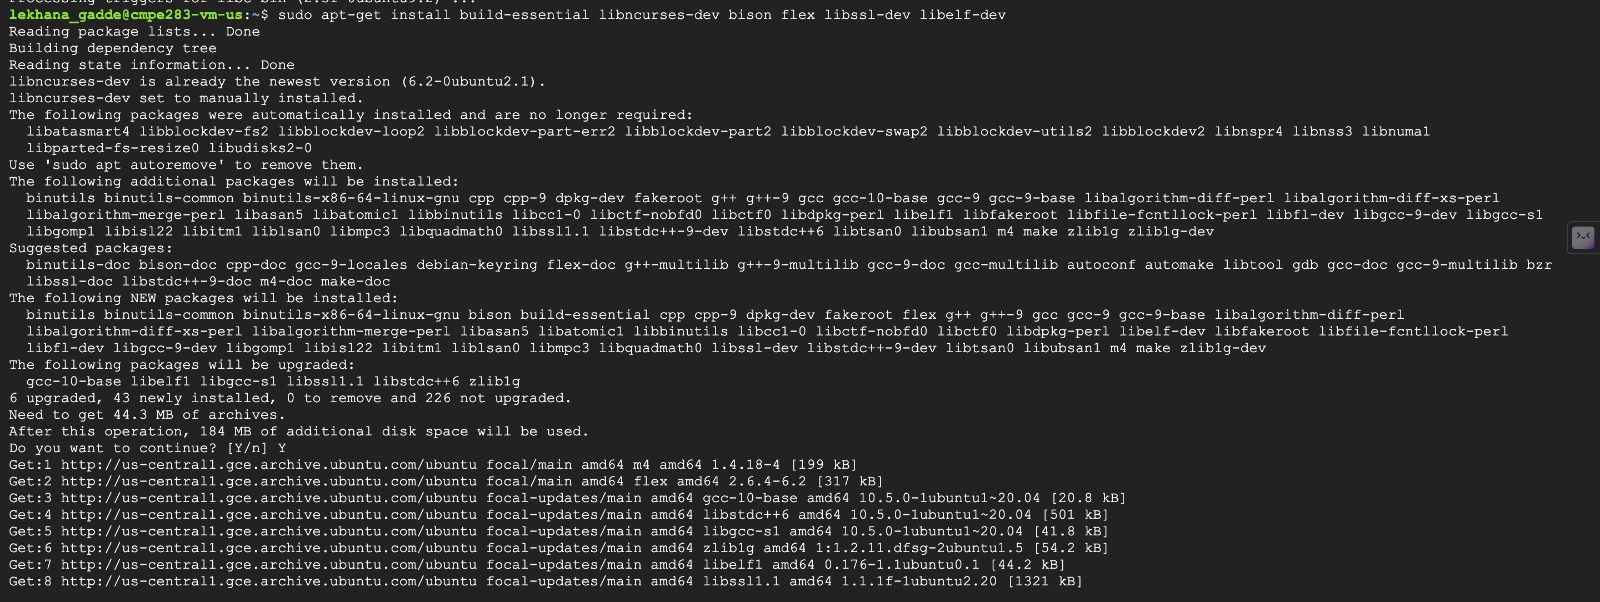 Processing triggers for libc-bin (2.31-0ubuntu9.2) ...
lekhana_gadde@cmpe283-vm-us:~$ sudo apt-get install build-essential libncurses-dev bison flex libssl-dev libelf-dev
Reading package lists... Done
Building dependency tree
Reading state information... Done
libncurses-dev is already the newest version (6.2-0ubuntu2.1).
libncurses-dev set to manually installed.
The following packages were automatically installed and are no longer required:
  libatasmart4 libblockdev-fs2 libblockdev-loop2 libblockdev-part-err2 libblockdev-part2 libblockdev-swap2 libblockdev-utils2 libblockdev2 libnspr4 libnss3 libnuma1
  libparted-fs-resize0 libudisks2-0
Use 'sudo apt autoremove' to remove them.
The following additional packages will be installed:
  binutils binutils-common binutils-x86-64-linux-gnu cpp cpp-9 dpkg-dev fakeroot g++ g++-9 gcc gcc-10-base gcc-9 gcc-9-base libalgorithm-diff-perl libalgorithm-diff-xs-perl
  libalgorithm-merge-perl libasan5 libatomic1 libbinutils libcc1-0 libctf-nobfd0 libctf0 libdpkg-perl libelf1 libfakeroot libfile-fcntllock-perl libfl-dev libgcc-9-dev libgcc-s1
  libgomp1 libisl22 libitm1 liblsan0 libmpc3 libquadmath0 libssl1.1 libstdc++-9-dev libstdc++6 libtsan0 libubsan1 m4 make zlib1g zlib1g-dev
Suggested packages:
  binutils-doc bison-doc cpp-doc gcc-9-locales debian-keyring flex-doc g++-multilib g++-9-multilib gcc-9-doc gcc-multilib autoconf automake libtool gdb gcc-doc gcc-9-multilib bzr
  libssl-doc libstdc++-9-doc m4-doc make-doc
The following NEW packages will be installed:
  binutils binutils-common binutils-x86-64-linux-gnu bison build-essential cpp cpp-9 dpkg-dev fakeroot flex g++ g++-9 gcc gcc-9 gcc-9-base libalgorithm-diff-perl
  libalgorithm-diff-xs-perl libalgorithm-merge-perl libasan5 libatomic1 libbinutils libcc1-0 libctf-nobfd0 libctf0 libdpkg-perl libelf-dev libfakeroot libfile-fcntllock-perl
  libfl-dev libgcc-9-dev libgomp1 libisl22 libitm1 liblsan0 libmpc3 libquadmath0 libssl-dev libstdc++-9-dev libtsan0 libubsan1 m4 make zlib1g-dev
The following packages will be upgraded:
  gcc-10-base libelf1 libgcc-s1 libssl1.1 libstdc++6 zlib1g
6 upgraded, 43 newly installed, 0 to remove and 226 not upgraded.
Need to get 44.3 MB of archives.
After this operation, 184 MB of additional disk space will be used.
Do you want to continue? [Y/n] Y
Get:1 http://us-central1.gce.archive.ubuntu.com/ubuntu focal/main amd64 m4 amd64 1.4.18-4 [199 kB]
Get:2 http://us-central1.gce.archive.ubuntu.com/ubuntu focal/main amd64 flex amd64 2.6.4-6.2 [317 kB]
Get:3 http://us-central1.gce.archive.ubuntu.com/ubuntu focal-updates/main amd64 gcc-10-base amd64 10.5.0-1ubuntu1~20.04 [20.8 kB]
Get:4 http://us-central1.gce.archive.ubuntu.com/ubuntu focal-updates/main amd64 libstdc++6 amd64 10.5.0-1ubuntu1~20.04 [501 kB]
Get:5 http://us-central1.gce.archive.ubuntu.com/ubuntu focal-updates/main amd64 libgcc-s1 amd64 10.5.0-1ubuntu1~20.04 [41.8 kB]
Get:6 http://us-central1.gce.archive.ubuntu.com/ubuntu focal-updates/main amd64 zlib1g amd64 1:1.2.11.dfsg-2ubuntu1.5 [54.2 kB]
Get:7 http://us-central1.gce.archive.ubuntu.com/ubuntu focal-updates/main amd64 libelf1 amd64 0.176-1.1ubuntu0.1 [44.2 kB]
Get:8 http://us-central1.gce.archive.ubuntu.com/ubuntu focal-updates/main amd64 libssl1.1 amd64 1.1.1f-1ubuntu2.20 [1321 kB]